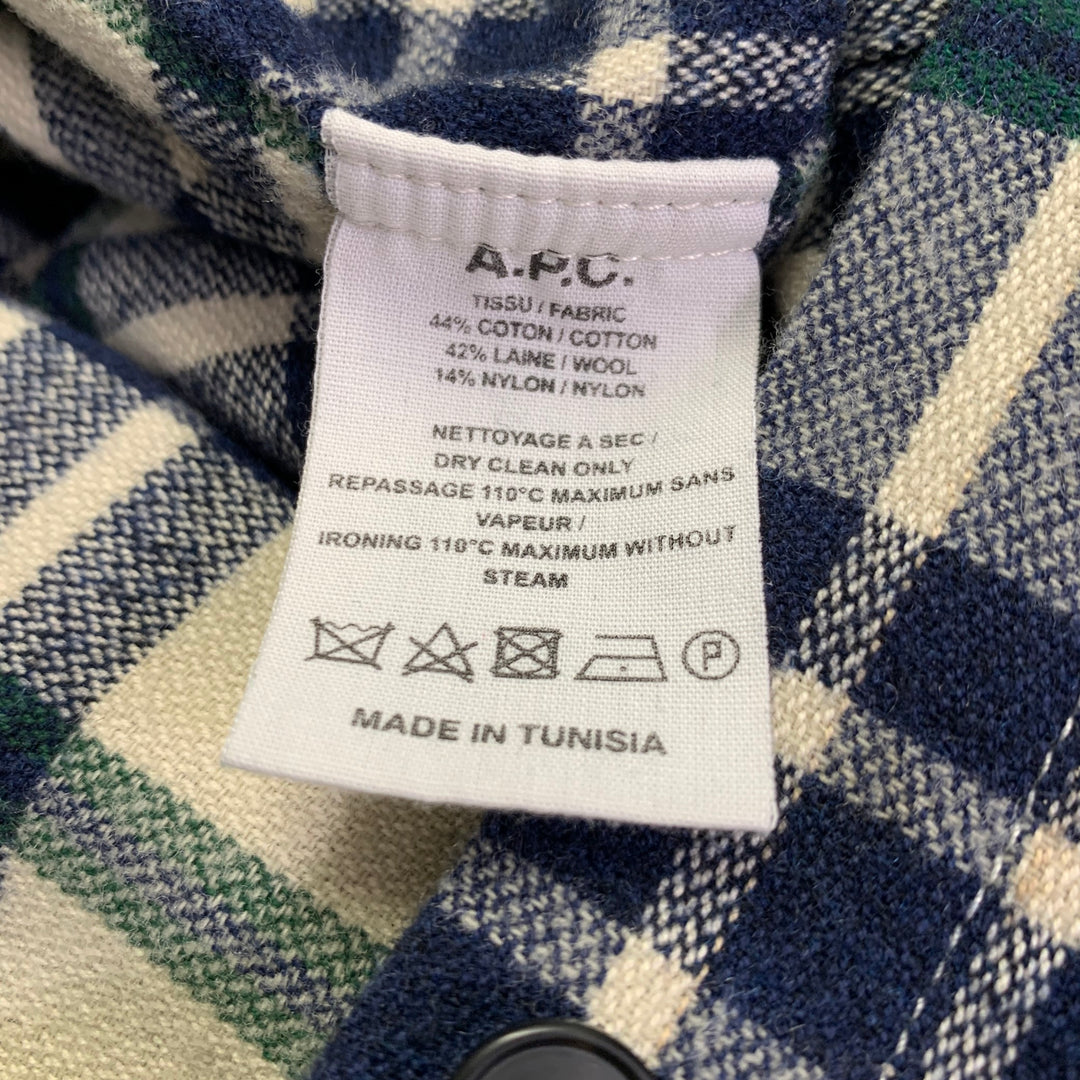 A.P.C.
TISSU / FABRIC
44% COTON / COTTON
42% LAINE / WOOL
14% NYLON / NYLON
NETTOYAGE A SEC /
DRY CLEAN ONLY
REPASSAGE 110°C MAXIMUM SANS
VAPEUR /
IRONING 110°C MAXIMUM WITHOUT
STEAM
P
MADE IN TUNISIA